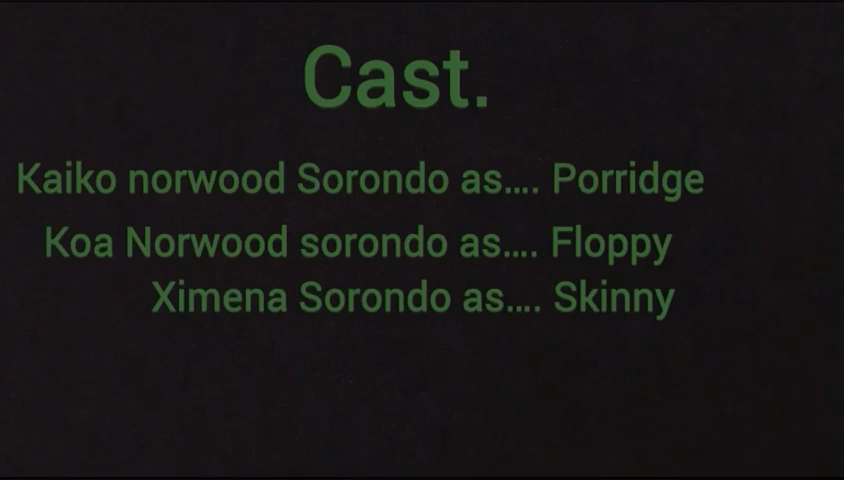 Cast.
Kaiko norwood Sorondo as.... Porridge
Koa Norwood sorondo as.... Floppy
Ximena Sorondo as.... Skinny